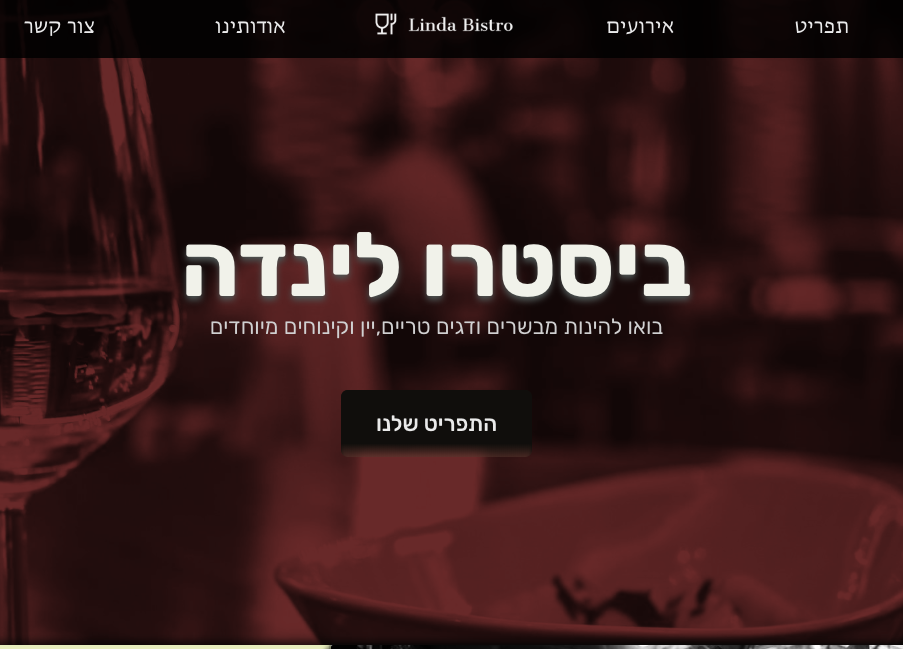 תפריט
אירועים
Linda Bistro
אודותינו
צור קשר
ביסטרו לינדה
בואו להינות מבשרים ודגים טריים,יין וקינוחים מיוחדים
התפריט שלנו